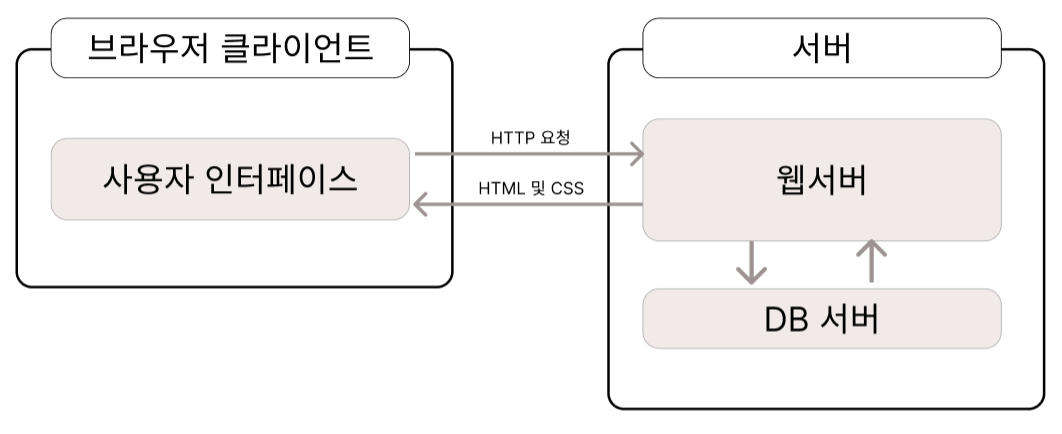 브라우저 클라이언트
서버
사용자 인터페이스
HTTP 요청
HTML 및 CSS
웹서버
DB 서버